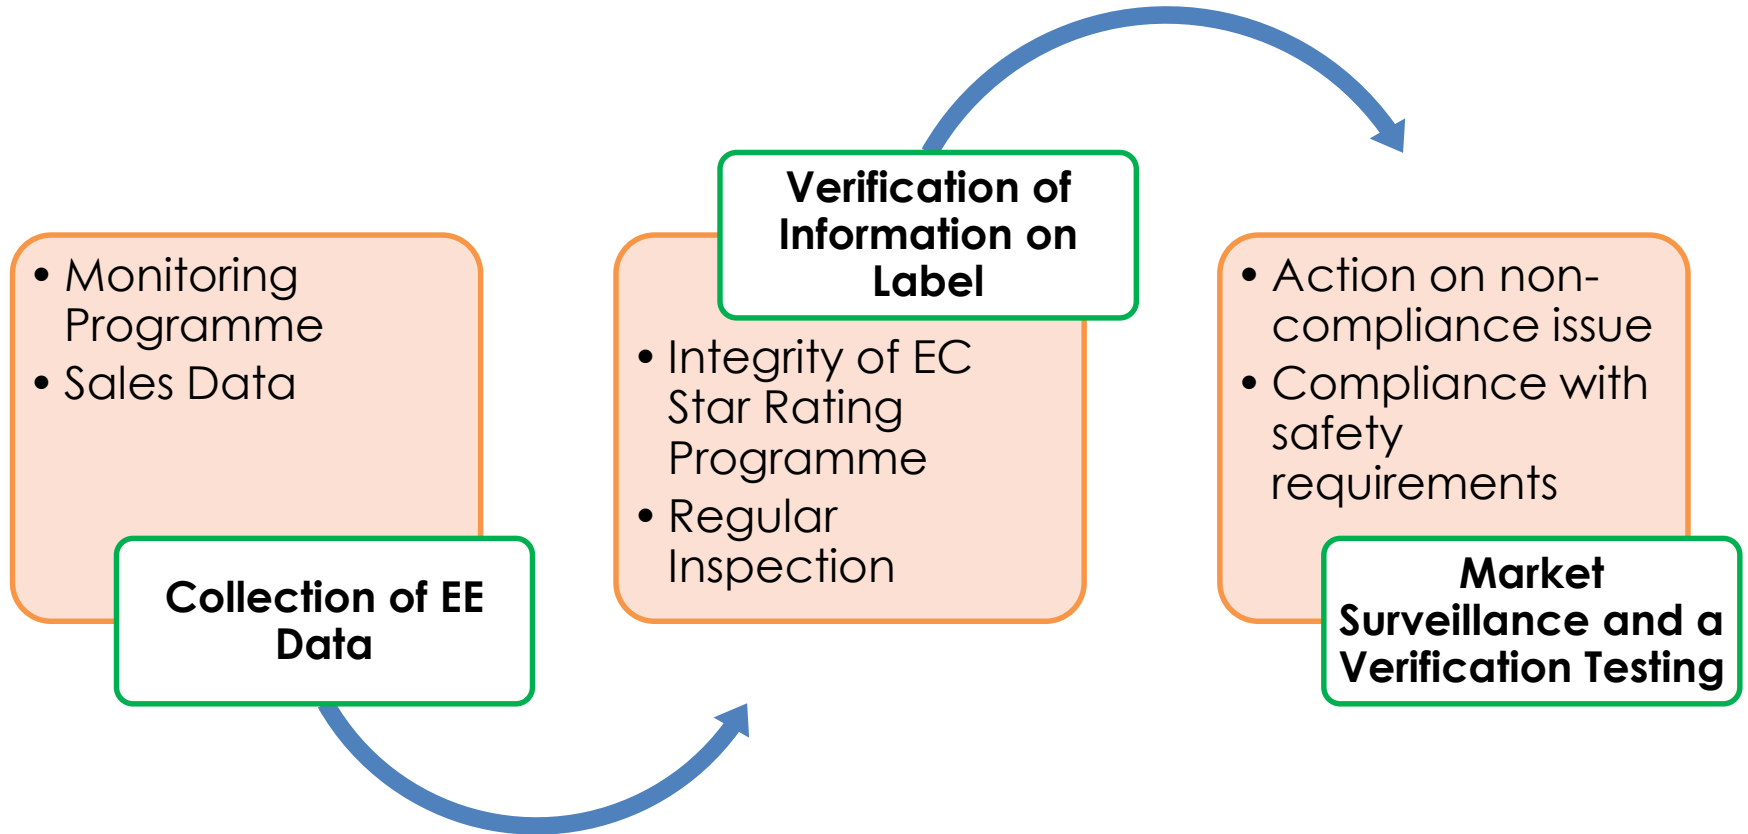 • Monitoring
Programme
• Sales Data
Collection of EE
Data
Verification of
Information on
Label
• Integrity of EC
Star Rating
Programme
• Regular
Inspection
• Action on non-
compliance issue
• Compliance with
safety
requirements
Market
Surveillance and a
Verification Testing